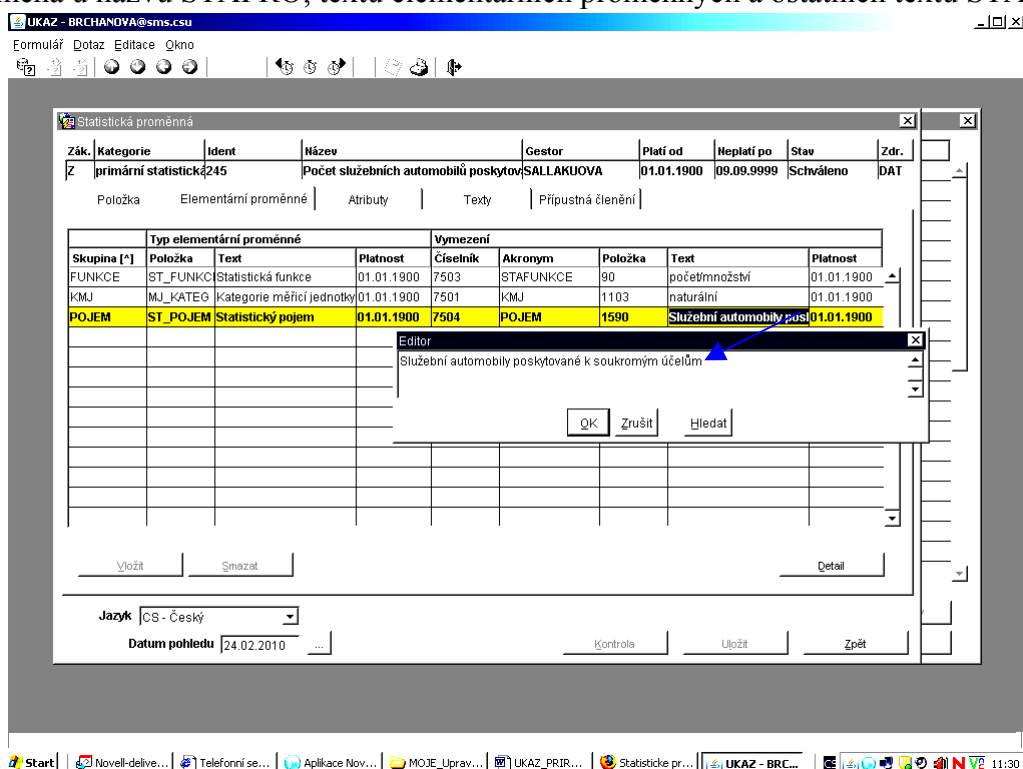 UKAZ - BRCHANOVA@sms.csu
Formulář Dotaz Editace Okno
Statistická proměnná
Zák. Kategorie Ident Název Gestor Platí od Neplatí po Stav Zdr.
Z primární statistická 245 Počet služebních automobilů poskytov SALLAKUOVA 01.01.1900 09.09.9999 Schváleno DAT
Položka Elementární proměnné Atributy Texty Přípustná členění
Typ elementární proměnné Vymezení
Skupina [^] Položka Text Platnost Číselník Akronym Položka Text Platnost
FUNKCE ST_FUNKC Statistická funkce 01.01.1900 7503 STAFUNKCE 90 počet/množství 01.01.1900
KMJ MJ_KATEG Kategorie měřicí jednotky 01.01.1900 7501 KMJ 1103 naturální 01.01.1900
POJEM ST_POJEM Statistický pojem 01.01.1900 7504 POJEM 1590 Služební automobily posl 01.01.1900
Editor
Služební automobily poskytované k soukromým účelům
OK Zrušit Hledat
Vložit Smazat Detail
Jazyk CS - Český
Datum pohledu 24.02.2010 ... Kontrola Uložit Zpět
Start Novell-delive... Telefonní se... Aplikace Nov... MOJE_Uprav... UKAZ_PRIR... Statisticke pr... UKAZ - BRC... 11:30